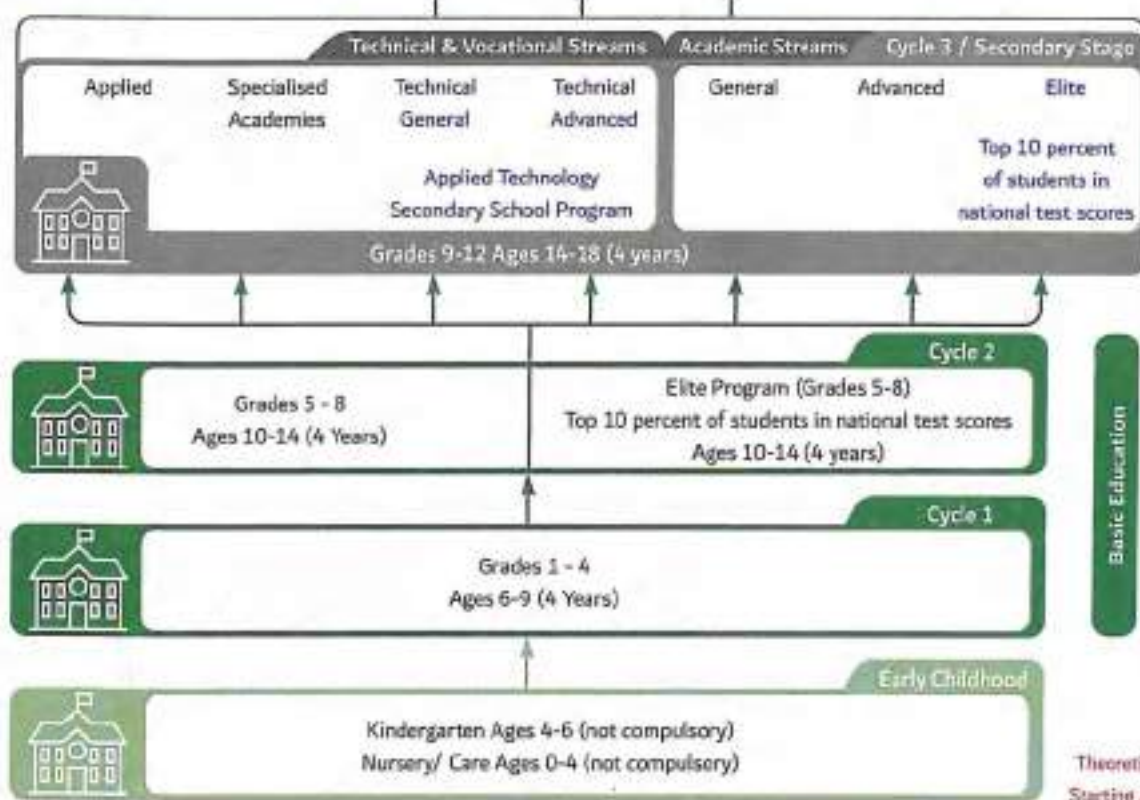 Technical & Vocational Streams
Academic Streams
Cycle 3 / Secondary Stage
Applied
Specialised
Academies
Technical
General
Technical
Advanced
Applied Technology
Secondary School Program
General
Advanced
Elite
Top 10 percent
of students in
national test scores
Grades 9-12 Ages 14-18 (4 years)
Cycle 2
Grades 5 - 8
Ages 10-14 (4 Years)
Elite Program (Grades 5-8)
Top 10 percent of students in national test scores
Ages 10-14 (4 years)
Basic Education
Cycle 1
Grades 1 - 4
Ages 6-9 (4 Years)
Early Childhood
Kindergarten Ages 4-6 (not compulsory)
Nursery/ Care Ages 0-4 (not compulsory)
Starting